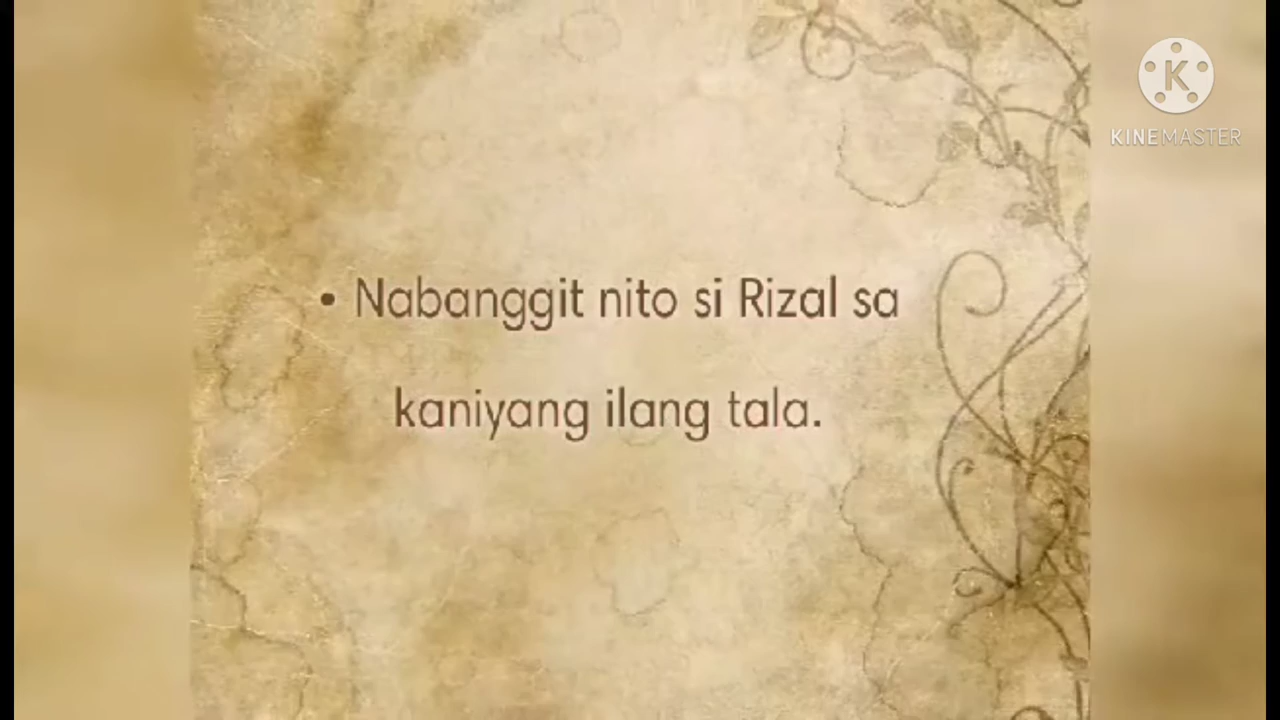 KINEMASTER
• Nabanggit nito si Rizal sa
kaniyang ilang tala.